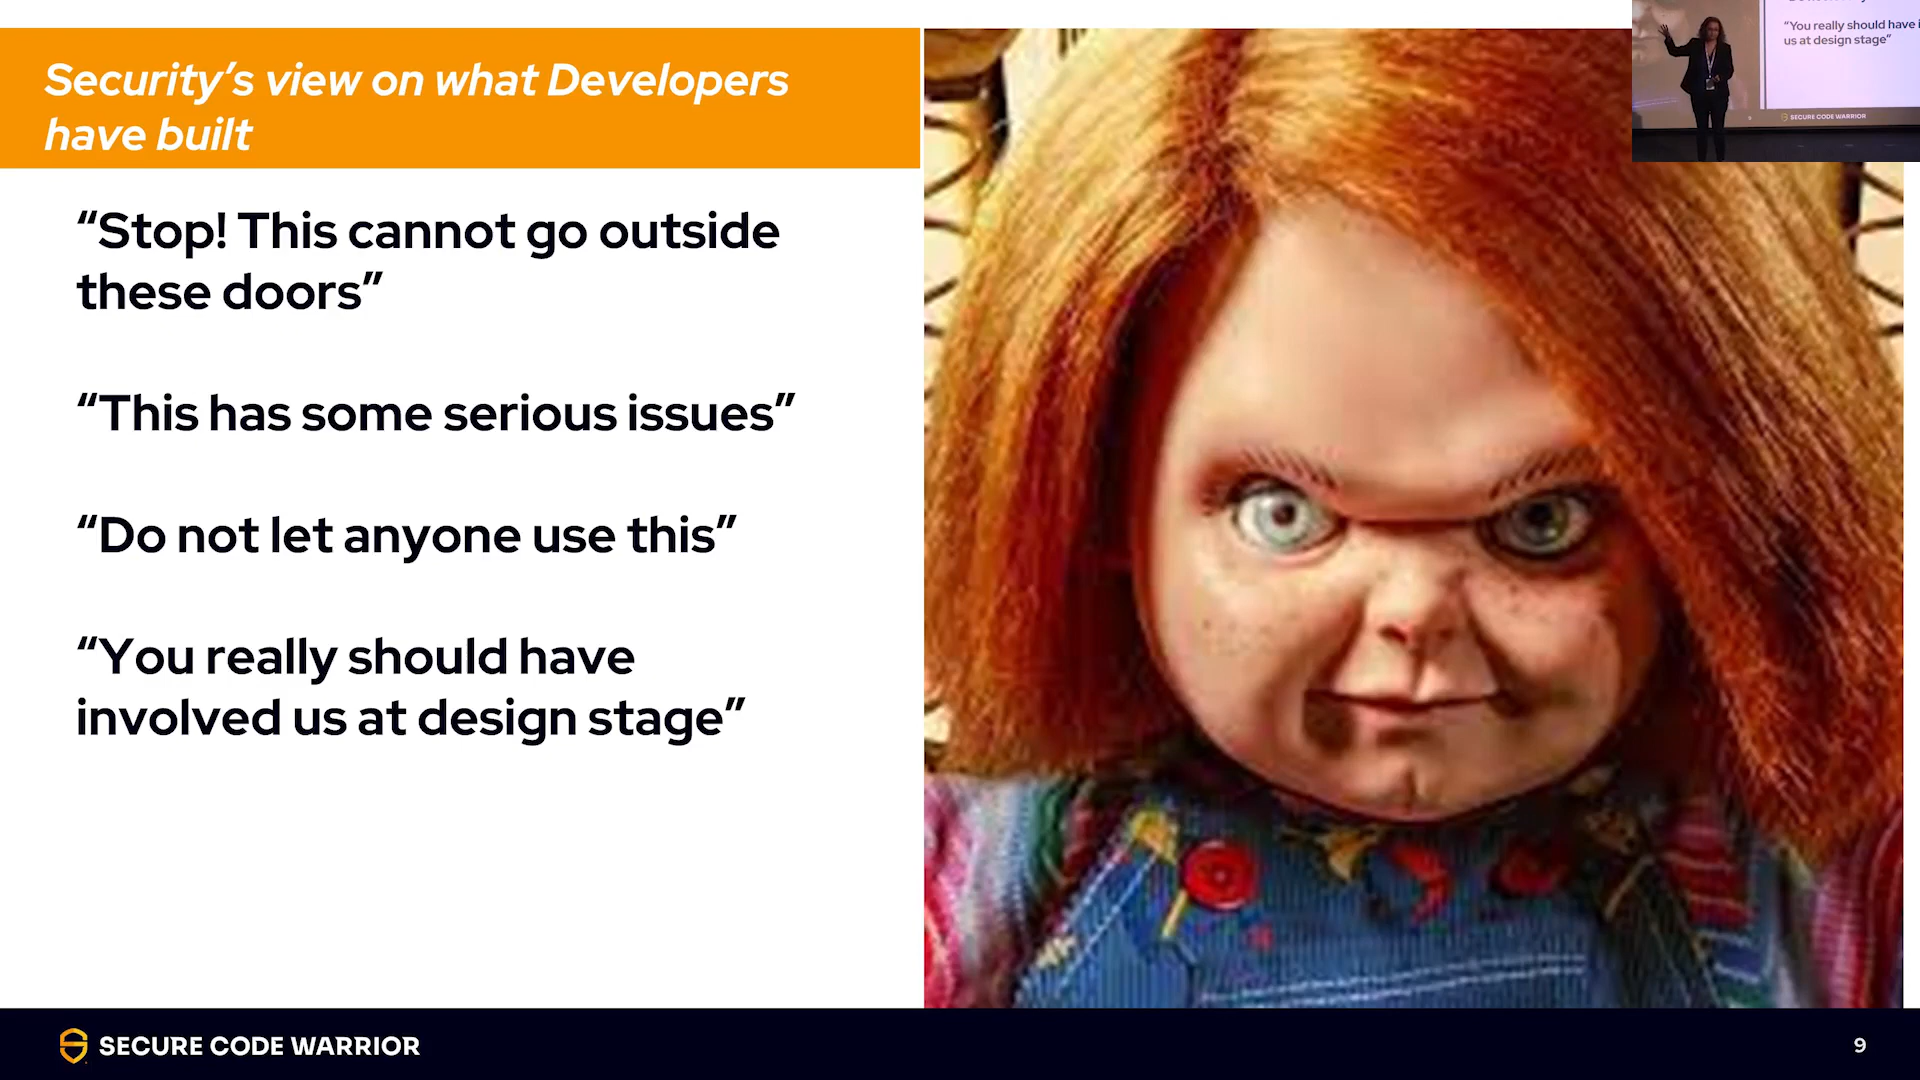 Security’s view on what Developers
have built
“Stop! This cannot go outside
these doors”
“This has some serious issues”
“Do not let anyone use this”
“You really should have
involved us at design stage”
SECURE CODE WARRIOR
9
“You really should have
us at design stage”
SECURE CODE WARRIOR